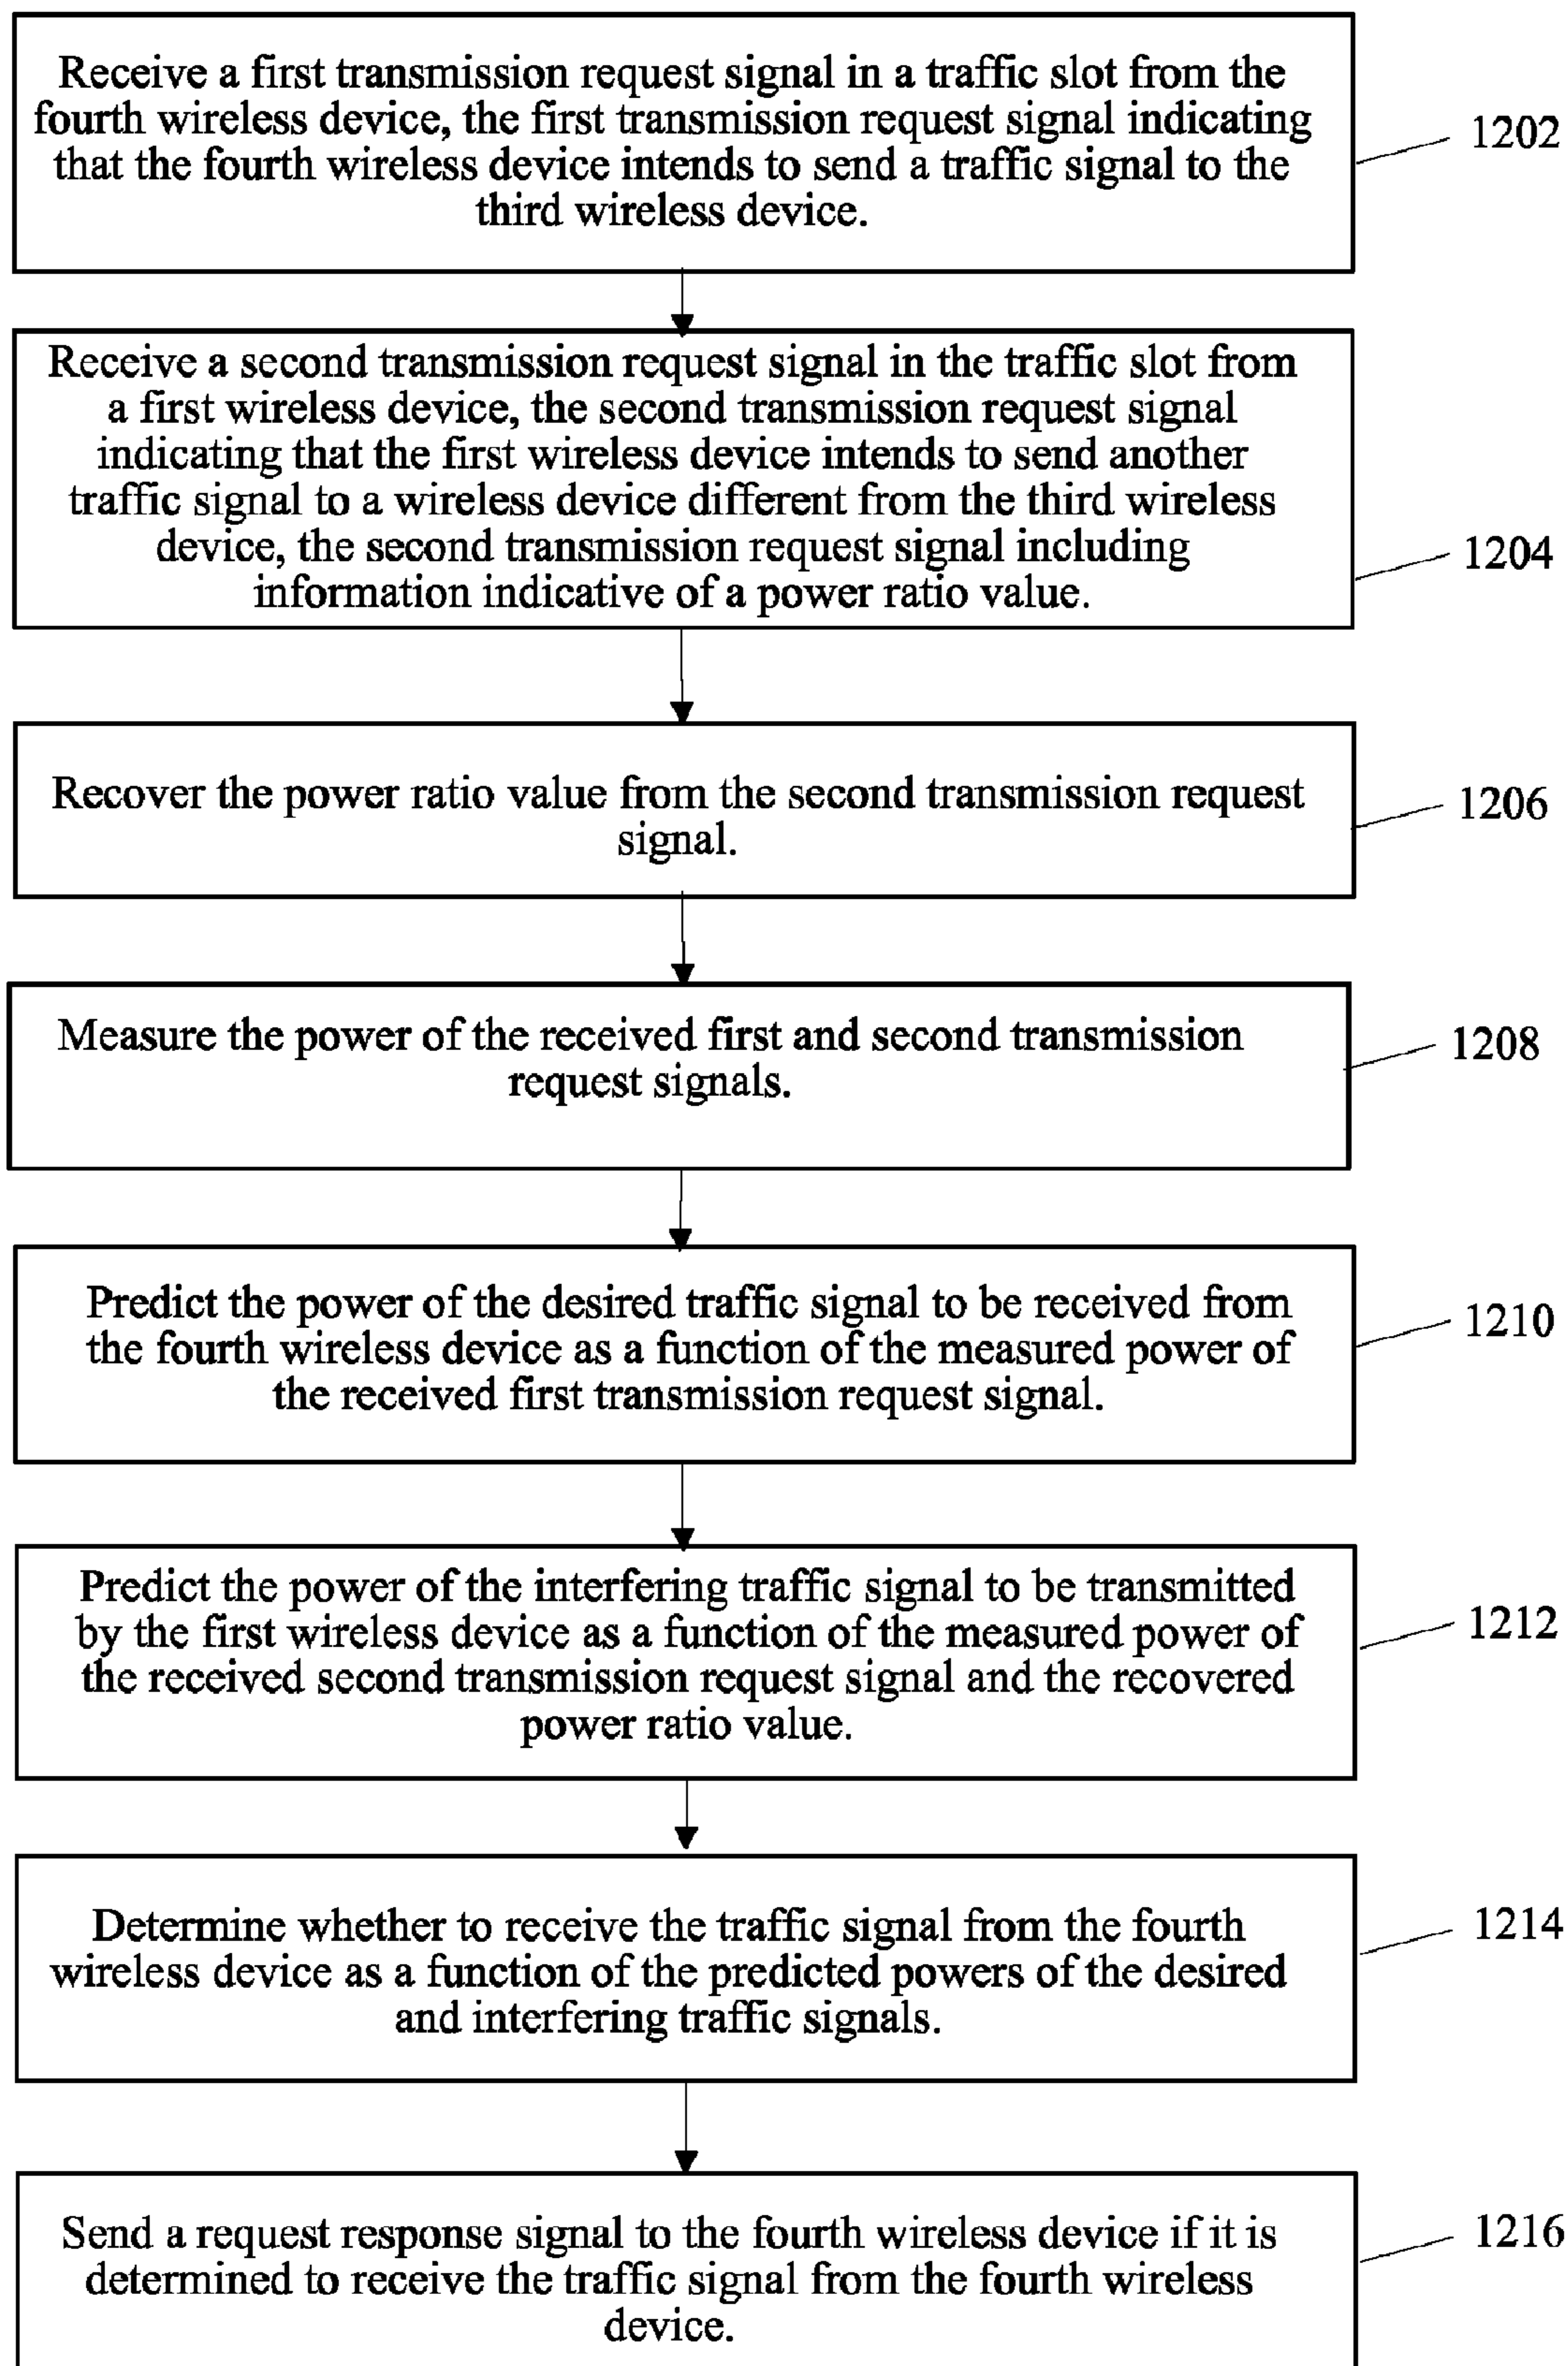 Receive a first transmission request signal in a traffic slot from the
fourth wireless device, the first transmission request signal indicating
that the fourth wireless device intends to send a traffic signal to the
third wireless device.
1202
Receive a second transmission request signal in the traffic slot from
a first wireless device, the second transmission request signal
indicating that the first wireless device intends to send another
traffic signal to a wireless device different from the third wireless
device, the second transmission request signal including
information indicative of a power ratio value.
1204
Recover the power ratio value from the second transmission request
signal.
1206
Measure the power of the received first and second transmission
request signals.
1208
Predict the power of the desired traffic signal to be received from
the fourth wireless device as a function of the measured power of
the received first transmission request signal.
1210
Predict the power of the interfering traffic signal to be transmitted
by the first wireless device as a function of the measured power of
the received second transmission request signal and the recovered
power ratio value.
1212
Determine whether to receive the traffic signal from the fourth
wireless device as a function of the predicted powers of the desired
and interfering traffic signals.
1214
Send a request response signal to the fourth wireless device if it is
determined to receive the traffic signal from the fourth wireless
device.
1216